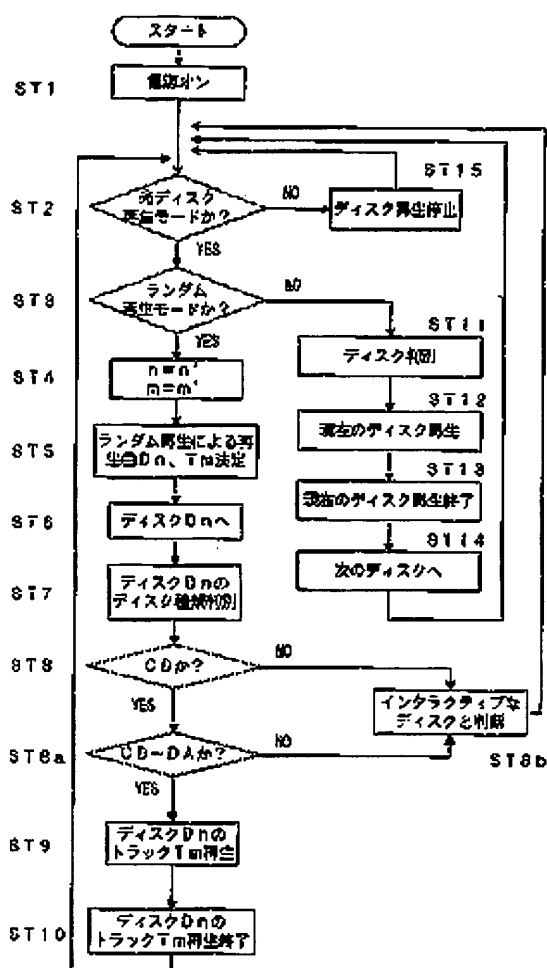 スタート
ST1
電源オン
ST15
ST2
全ディスク
再生モードか?
NO
ディスク再生停止
YES
ST3
ランダム
再生モードか?
NO
YES
ST11
ディスク判別
ST4
n=n'
m=m'
ST12
現在のディスク再生
ST5
ランダム再生による再
生曲Dn、Tm決定
ST13
現在のディスク再生終了
ST6
ディスクDnへ
ST14
次のディスクへ
ST7
ディスクDnの
ディスク種類判別
ST8
CDか?
NO
YES
インタラクティブな
ディスクと判断
ST8b
ST8a
CD-DAか?
NO
YES
ST9
ディスクDnの
トラックTm再生
ST10
ディスクDnの
トラックTm再生終了